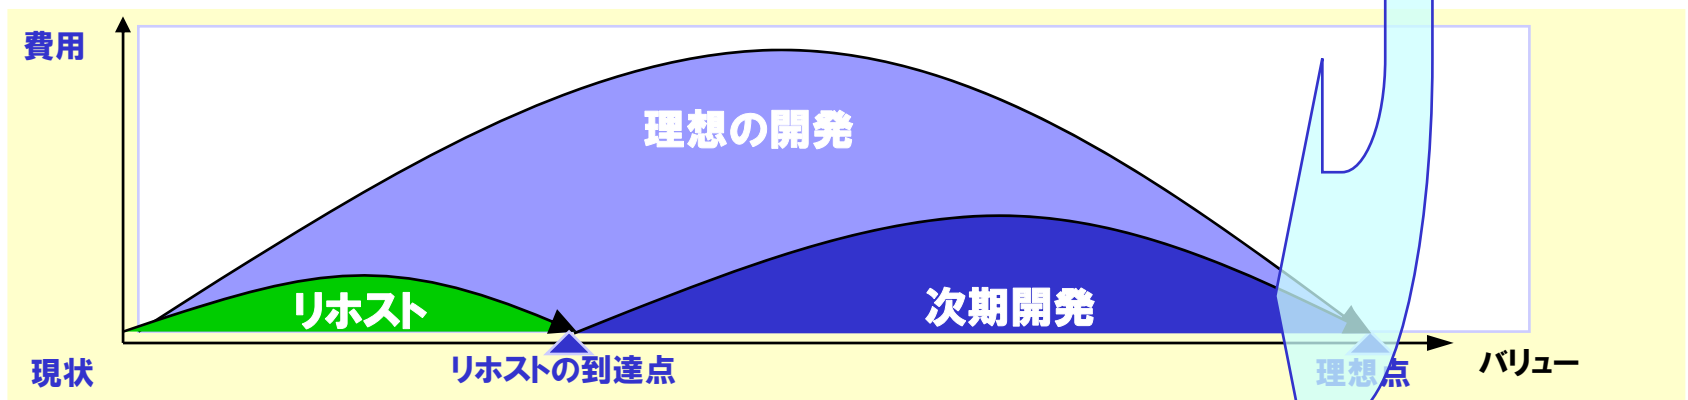 費用
理想の開発
リホスト
次期開発
現状
リホストの到達点
理想点
バリュー